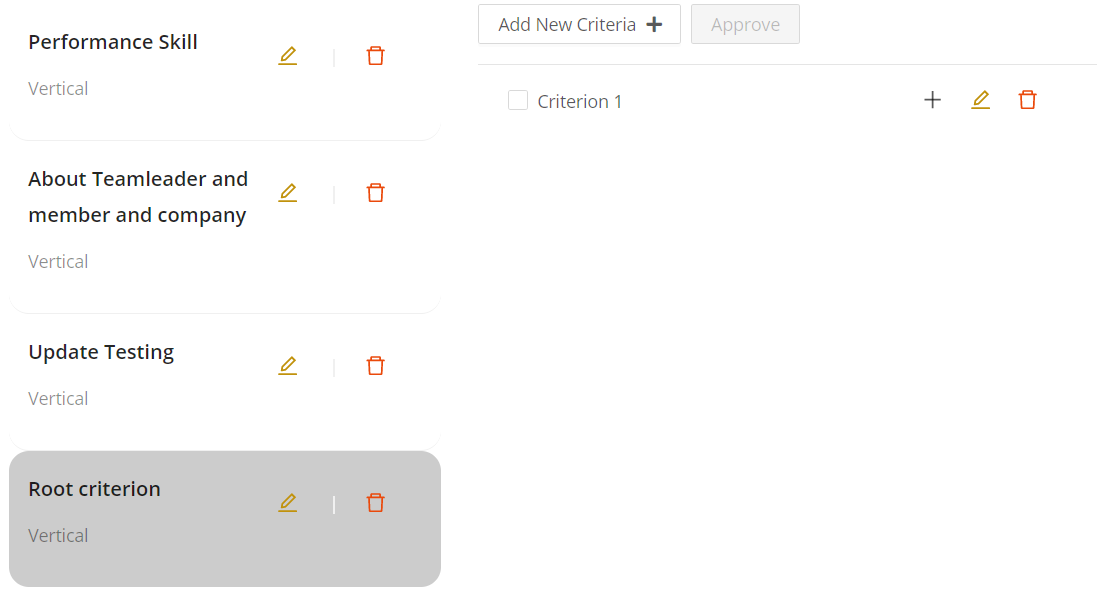 Performance Skill
Vertical
About Teamleader and
member and company
Vertical
Update Testing
Vertical
Root criterion
Vertical
Add New Criteria
Approve
Criterion 1